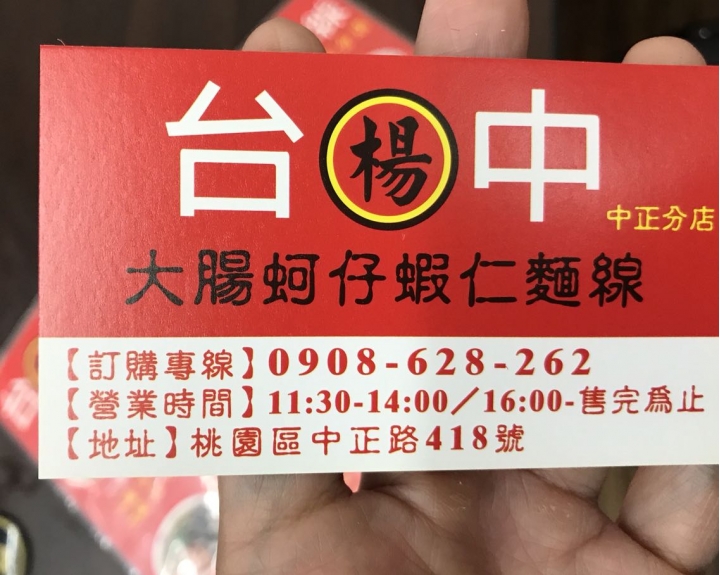 台楊中
中正分店
大腸蚵仔蝦仁麵線
【訂購專線】0908-628-262
【營業時間】11:30-14:00／16:00-售完為止
【地址】桃園區中正路418號